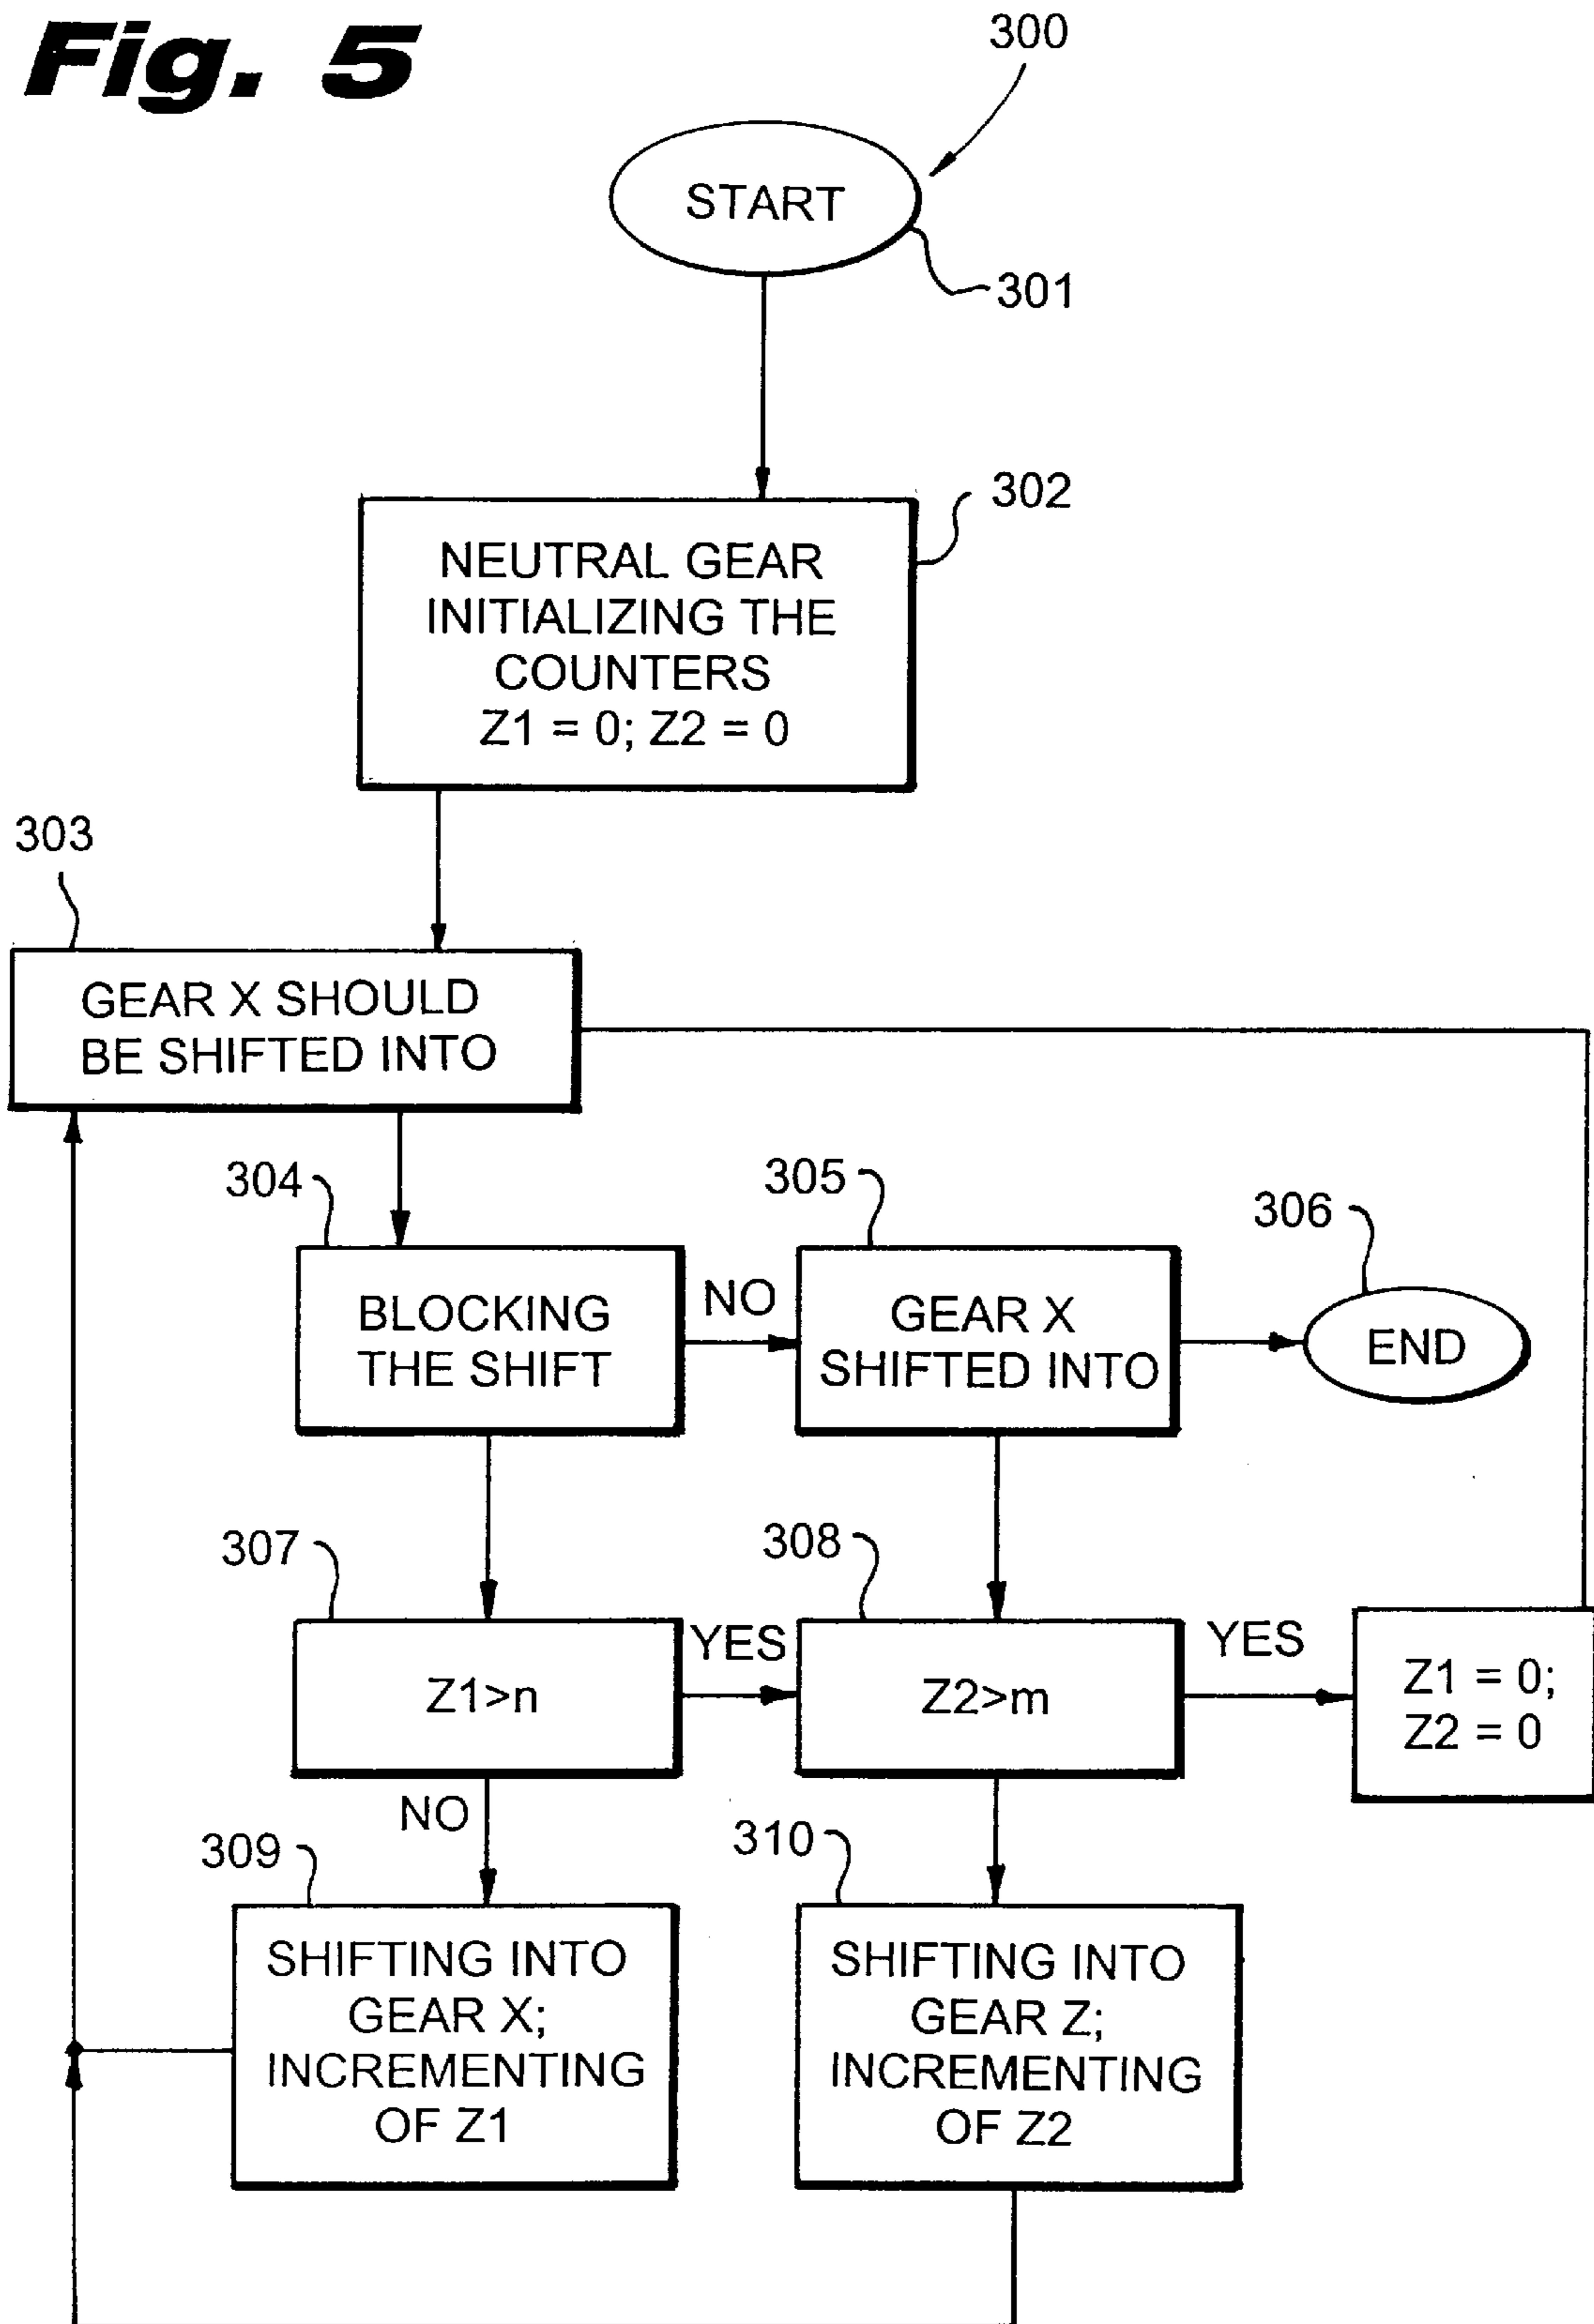 Fig. 5
300
START
301
302
NEUTRAL GEAR
INITIALIZING THE
COUNTERS
Z1 = 0; Z2 = 0
303
GEAR X SHOULD
BE SHIFTED INTO
304
305
306
BLOCKING
THE SHIFT
NO
GEAR X
SHIFTED INTO
END
307
308
Z1>n
YES
Z2>m
YES
Z1 = 0;
Z2 = 0
NO
309
310
SHIFTING INTO
GEAR X;
INCREMENTING
OF Z1
SHIFTING INTO
GEAR Z;
INCREMENTING
OF Z2